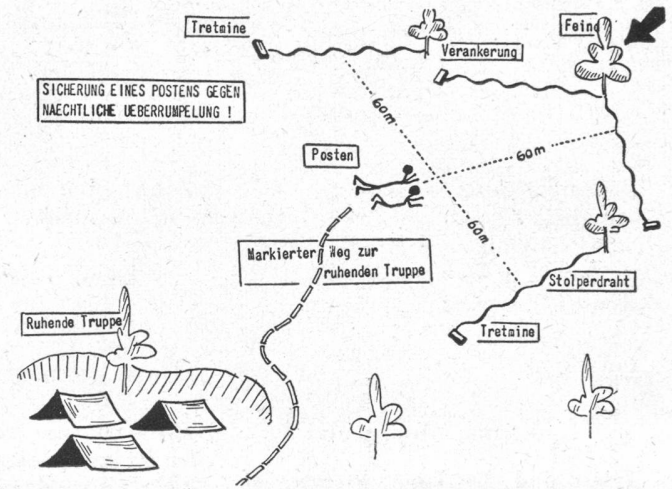 Tretmine
Feind
Verankerung
SICHERUNG EINES POSTENS GEGEN
NAECHTLICHE UEBERRUMPELUNG !
60m
Posten
60m
60m
Markierter Weg zur
ruhenden Truppe
Stolperdraht
Ruhende Truppe
Tretmine